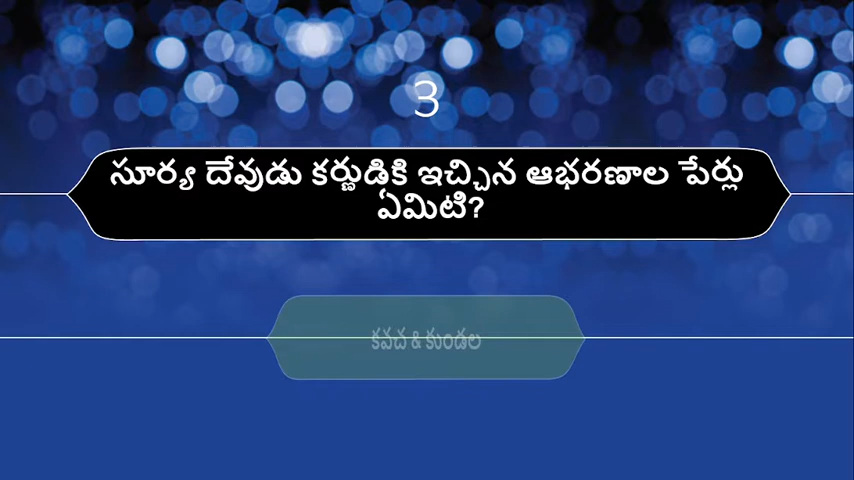 3
సూర్య దేవుడు కర్ణుడికి ఇచ్చిన ఆభరణాల పేర్లు
ఏమిటి?
కవచ & కుండల